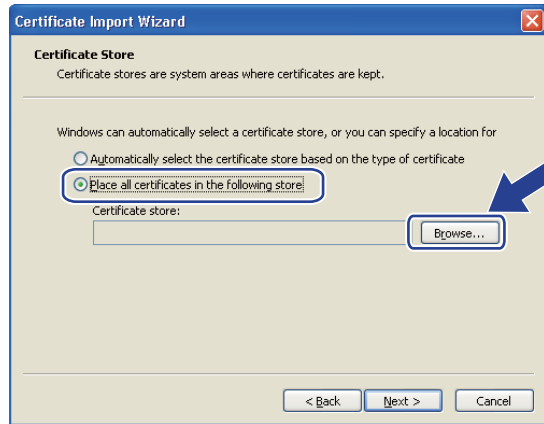 Certificate Import Wizard
Certificate Store
Certificate stores are system areas where certificates are kept.
Windows can automatically select a certificate store, or you can specify a location for
Automatically select the certificate store based on the type of certificate
Place all certificates in the following store
Certificate store:
Browse...
< Back
Next >
Cancel